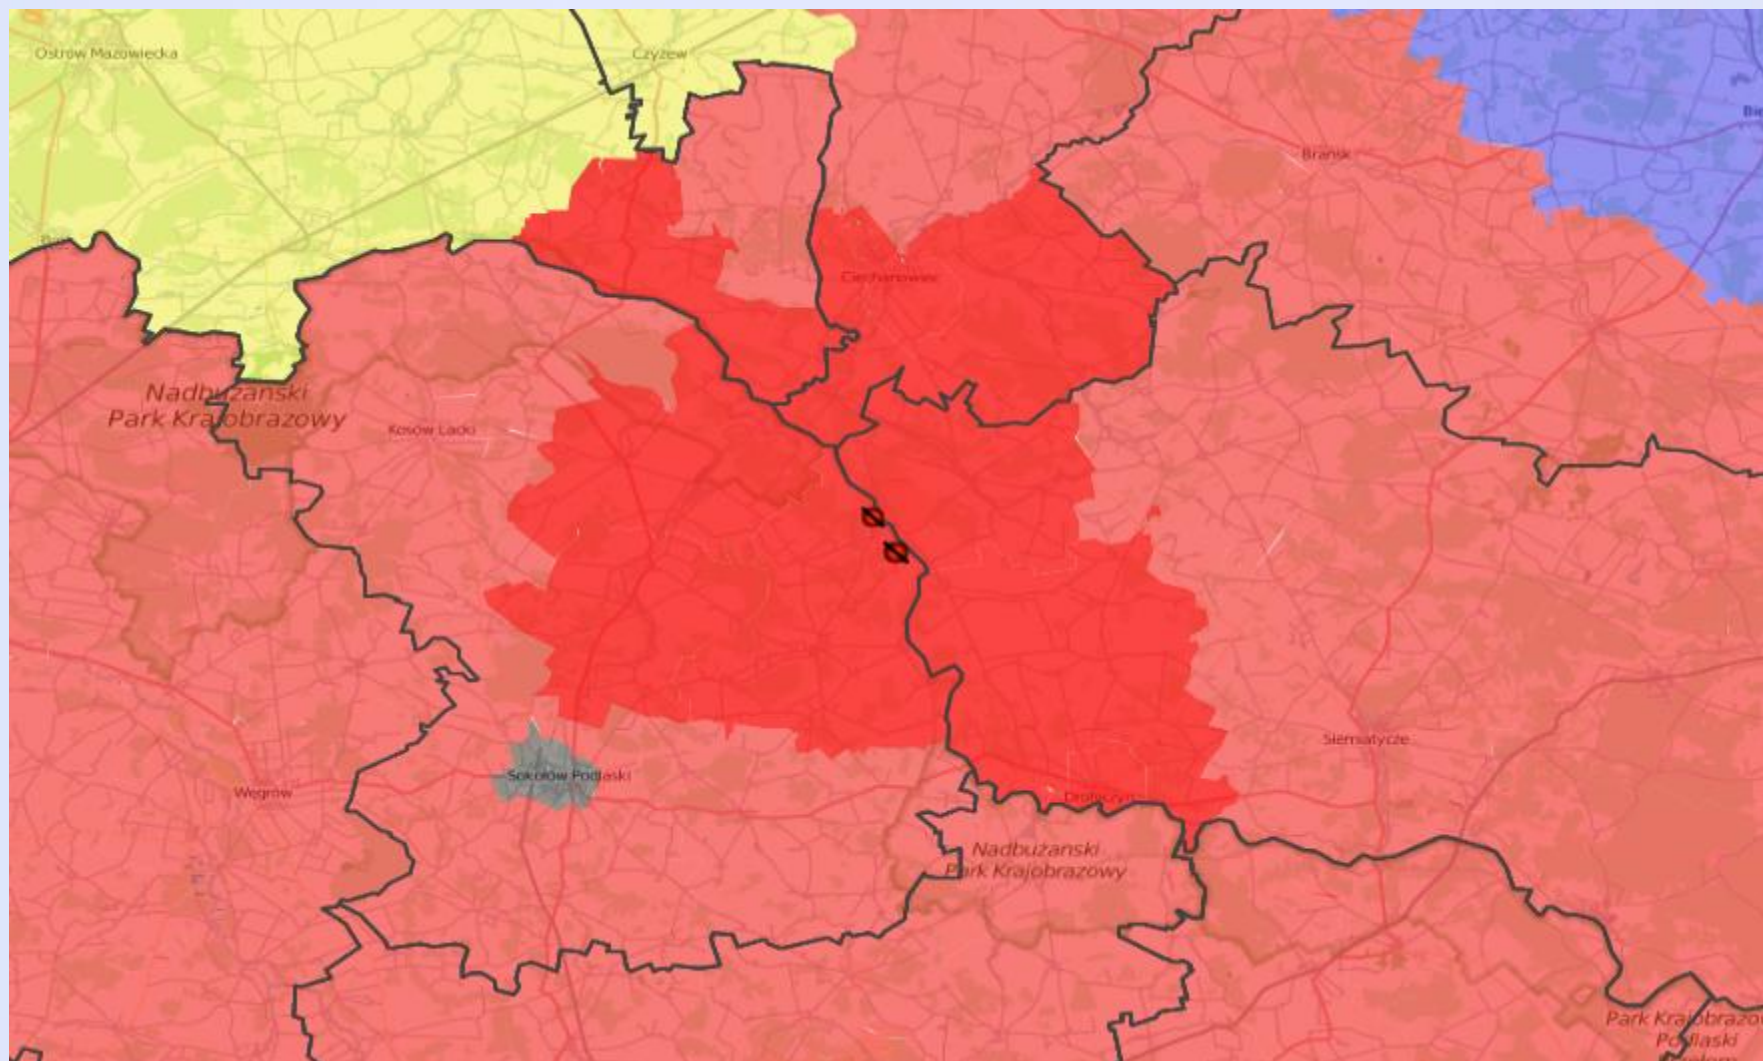 Ostrów Mazowiecka
Czyżew
Brańsk
Ciechanowiec
Nadbużański
Park Krajobrazowy
Kosów Lacki
Siemiatycze
Sokołów Podlaski
Węgrów
Drohiczyn
Nadbużański
Park Krajobrazowy
Park Krajobrazo
Podlaski